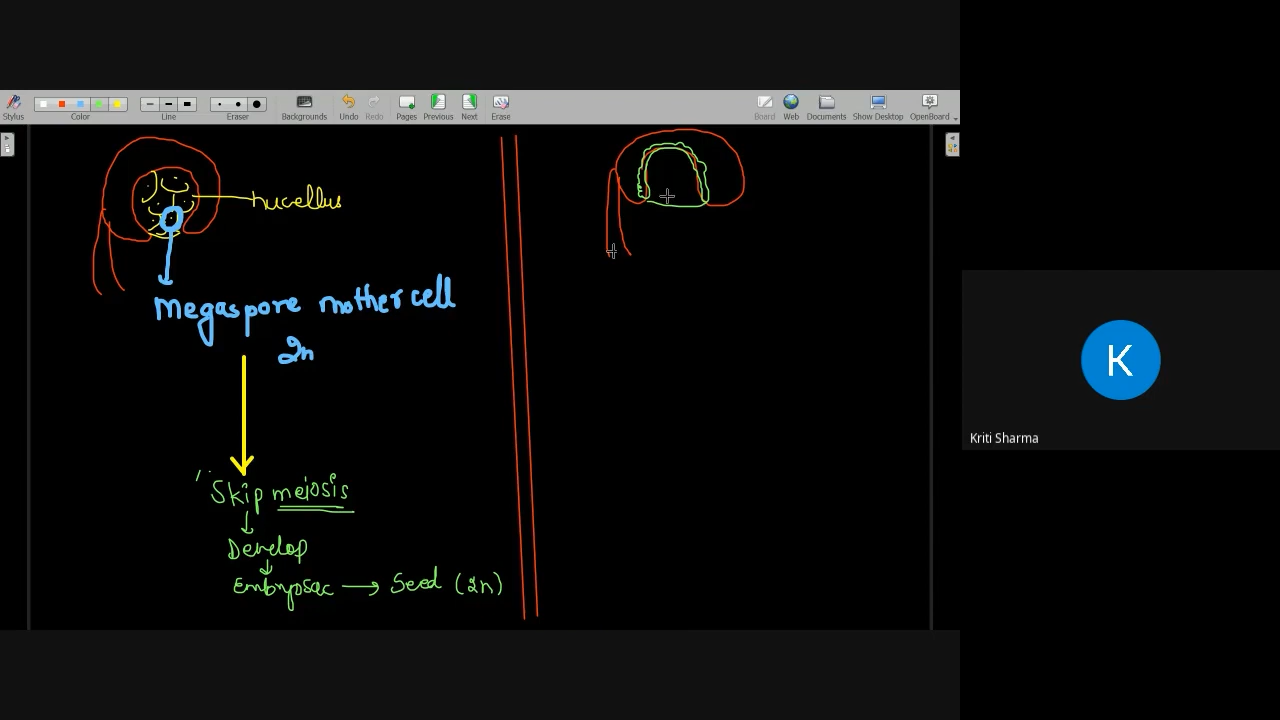 Stylus
Color
Line
Eraser
Backgrounds
Undo
Redo
Pages
Previous
Next
Erase
Board
Web
Documents
Show Desktop
OpenBoard
nucellus
Megaspore mother cell
2n
Skip meiosis
↓
Develop
↓
Embryosac → Seed (2n)
K
Kriti Sharma